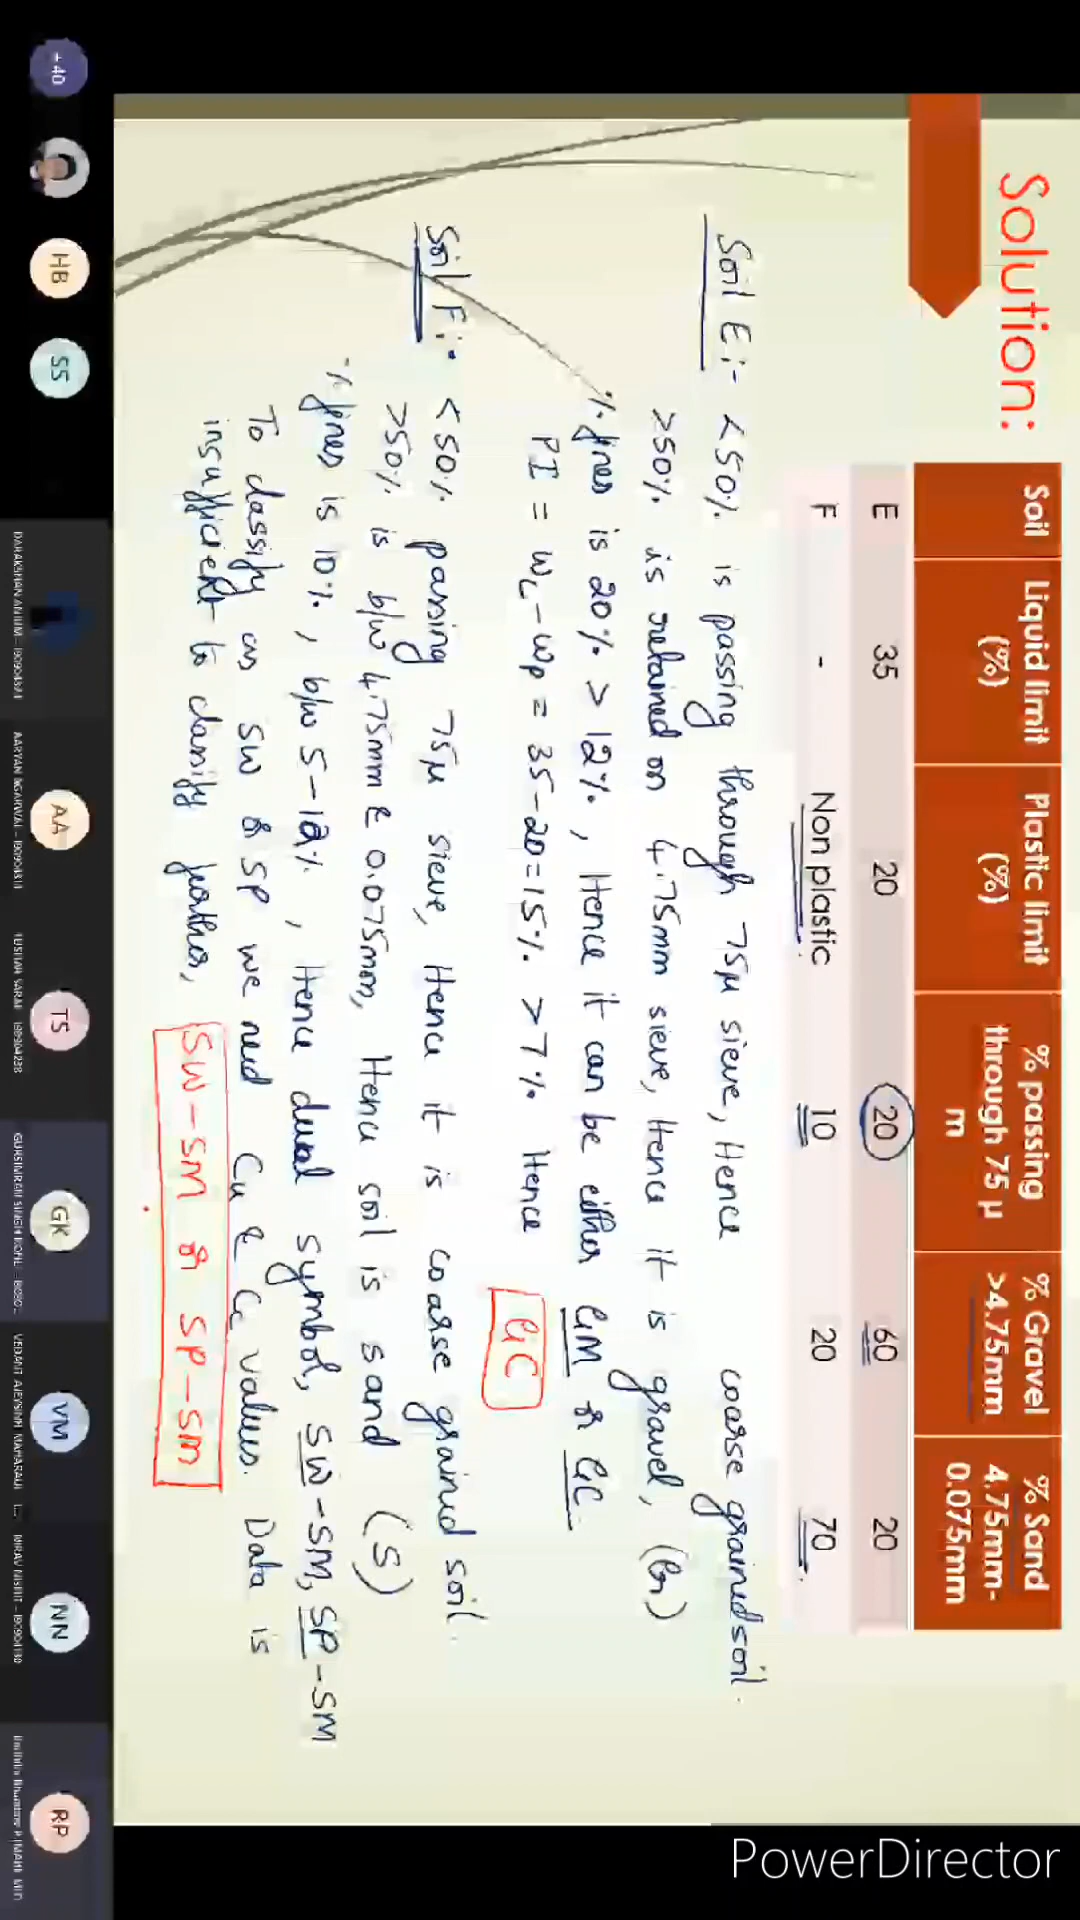 Solution:
Soil Liquid limit (%) Plastic limit (%) % passing through 75 µ m % Gravel >4.75mm % Sand 4.75mm-0.075mm
E 35 20 20 60 20
F - Non plastic 10 20 70
Soil E:- <50% is passing through 75µ sieve, Hence coarse grained soil.
>50% is retained on 4.75mm sieve, Hence it is gravel, (G)
% fines is 20% > 12%, Hence it can be either GM or GC
PI = wL - wP = 35-20=15% >7% Hence GC
Soil F:- <50% passing 75µ sieve, Hence it is coarse grained soil.
>50% is b/w 4.75mm & 0.075mm, Hence soil is sand (S)
% fines is 10%, b/w 5-12%, Hence dual symbol, SW-SM, SP-SM
To classify as SW or SP we need Cu & Cc values. Data is
insufficient to classify further, SW-SM or SP-SM
+40
HB
SS
AA
TS
GK
VM
NN
RP
PowerDirector